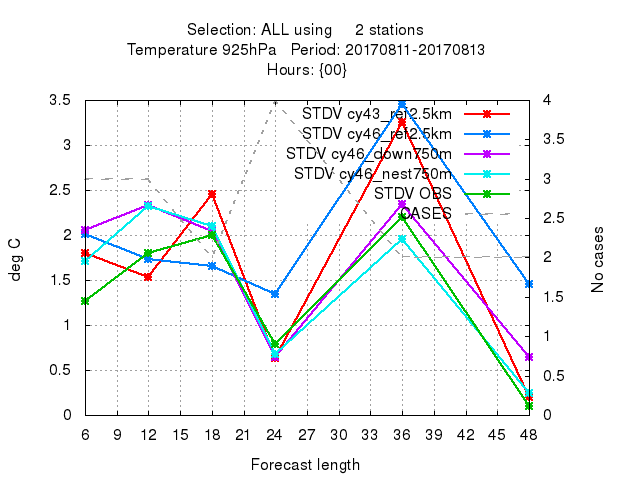 Selection: ALL using     2 stations
Temperature 925hPa   Period: 20170811-20170813
Hours: {00}
STDV cy43_ref2.5km
STDV cy46_ref2.5km
STDV cy46_down750m
STDV cy46_nest750m
STDV OBS
CASES
3.5
3
2.5
2
1.5
1
0.5
0
deg C
4
3.5
3
2.5
2
1.5
1
0.5
0
No cases
6 9 12 15 18 21 24 27 30 33 36 39 42 45 48
Forecast length